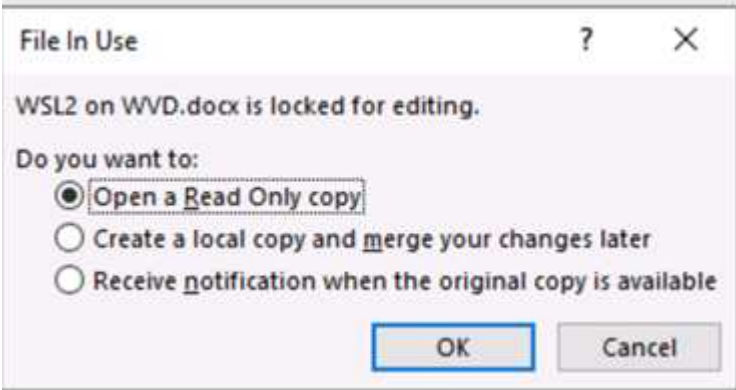 File In Use ? ×
WSL2 on WVD.docx is locked for editing.
Do you want to:
Open a Read Only copy
Create a local copy and merge your changes later
Receive notification when the original copy is available
OK Cancel